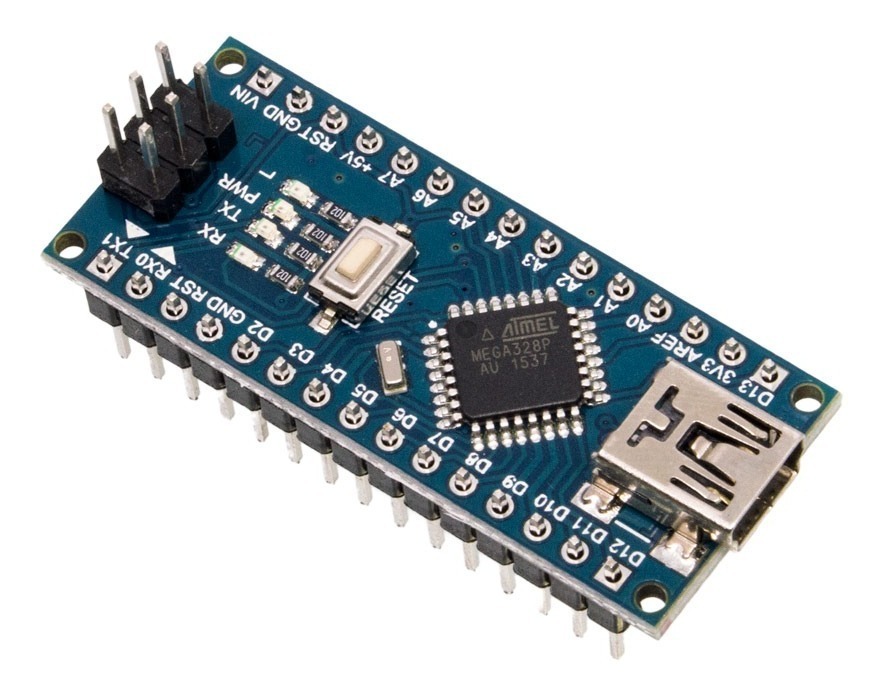 VIN
GND
RST
+5V
A7
A6
A5
A4
A3
A2
A1
A0
AREF
3V3
D13
L
PWR
TX
RX
102
102
RESET
TX1
RX0
RST
GND
D2
D3
D4
D5
D6
D7
D8
D9
D10
D11
D12
ATMEL
MEGA328P
AU 1537